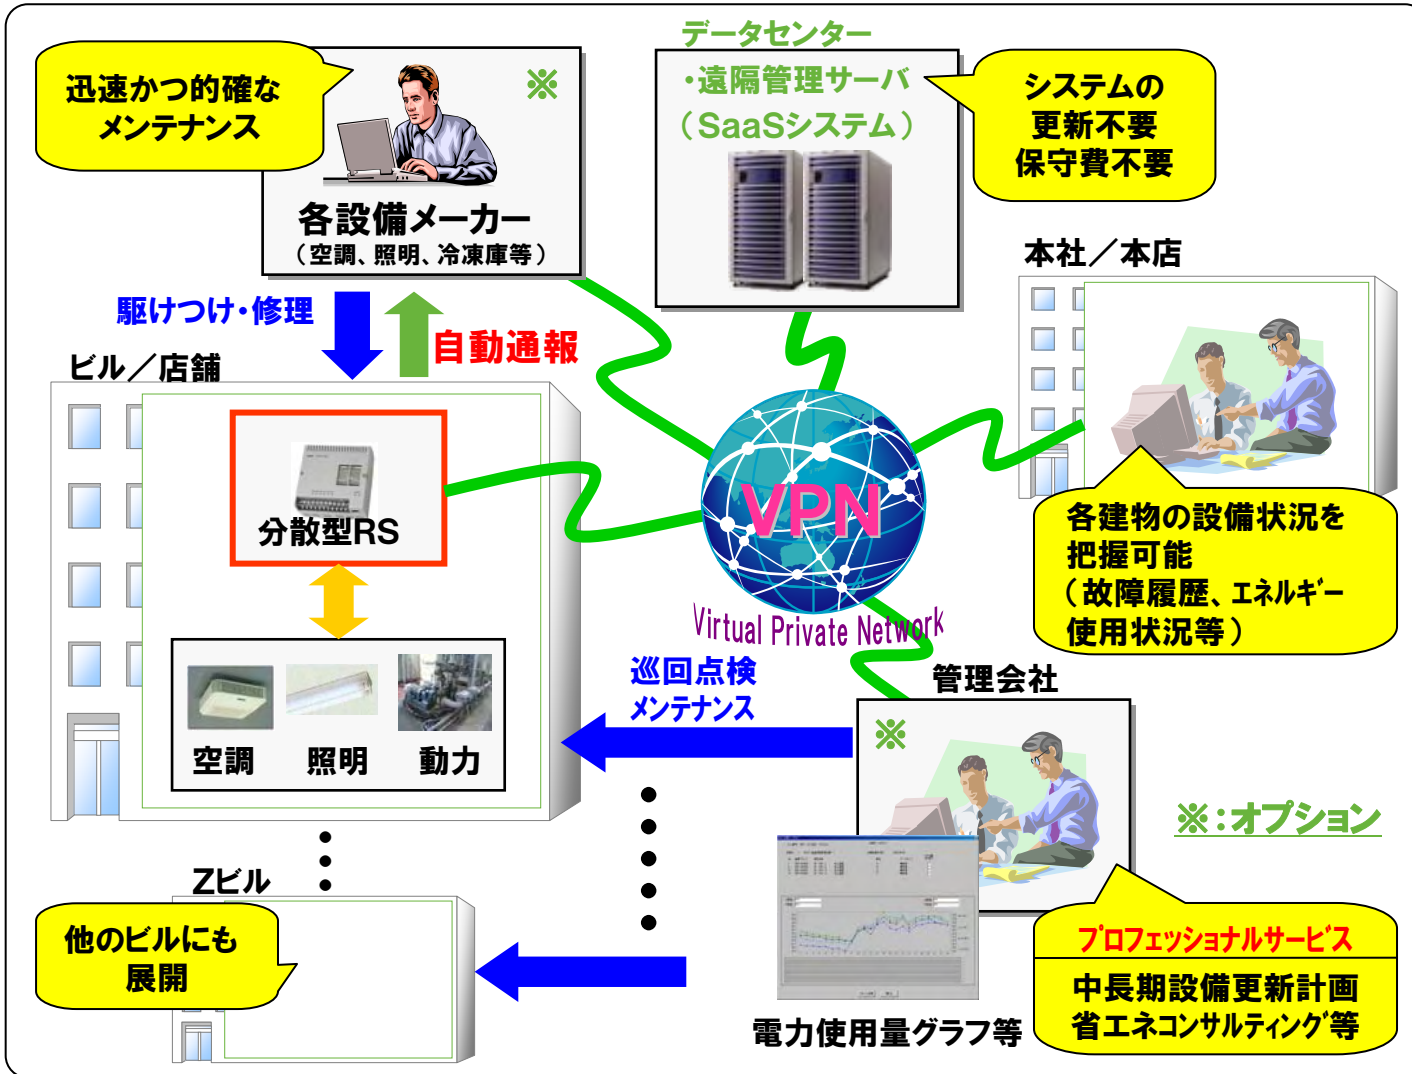 迅速かつ的確な
メンテナンス
※
各設備メーカー
（空調、照明、冷凍庫等）
データセンター
・遠隔管理サーバ
（SaaSシステム）
システムの
更新不要
保守費不要
本社／本店
駆けつけ・修理
自動通報
ビル／店舗
分散型RS
VPN
Virtual Private Network
各建物の設備状況を
把握可能
（故障履歴、エネルギー
使用状況等）
空調
照明
動力
巡回点検
メンテナンス
管理会社
※
※：オプション
Zビル
他のビルにも
展開
電力使用量グラフ等
プロフェッショナルサービス
中長期設備更新計画
省エネコンサルティング等